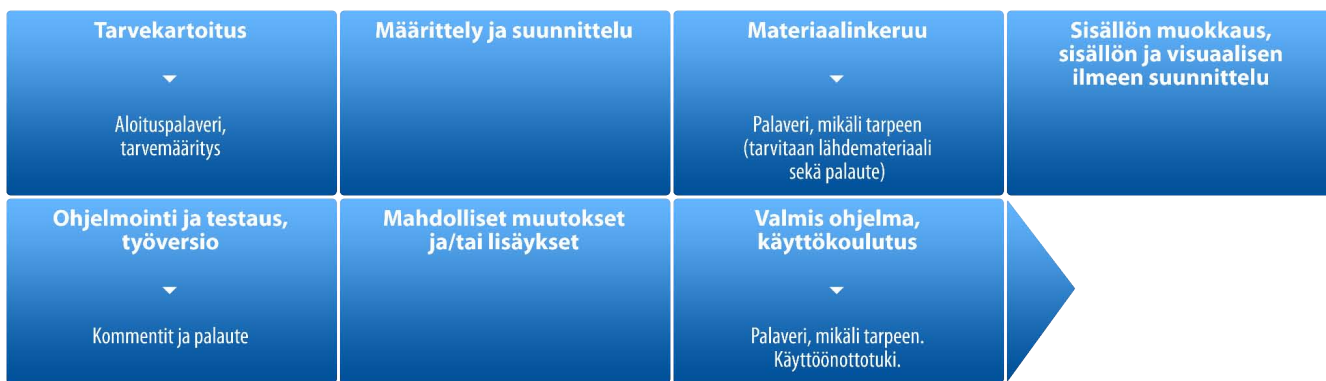 Tarvekartoitus
Aloituspalaveri,
tarvemääritys
Määrittely ja suunnittelu
Materiaalinkeruu
Palaveri, mikäli tarpeen
(tarvitaan lähdemateriaali
sekä palaute)
Sisällön muokkaus,
sisällön ja visuaalisen
ilmeen suunnittelu
Ohjelmointi ja testaus,
työversio
Kommentit ja palaute
Mahdolliset muutokset
ja/tai lisäykset
Valmis ohjelma,
käyttökoulutus
Palaveri, mikäli tarpeen.
Käyttöönottotuki.